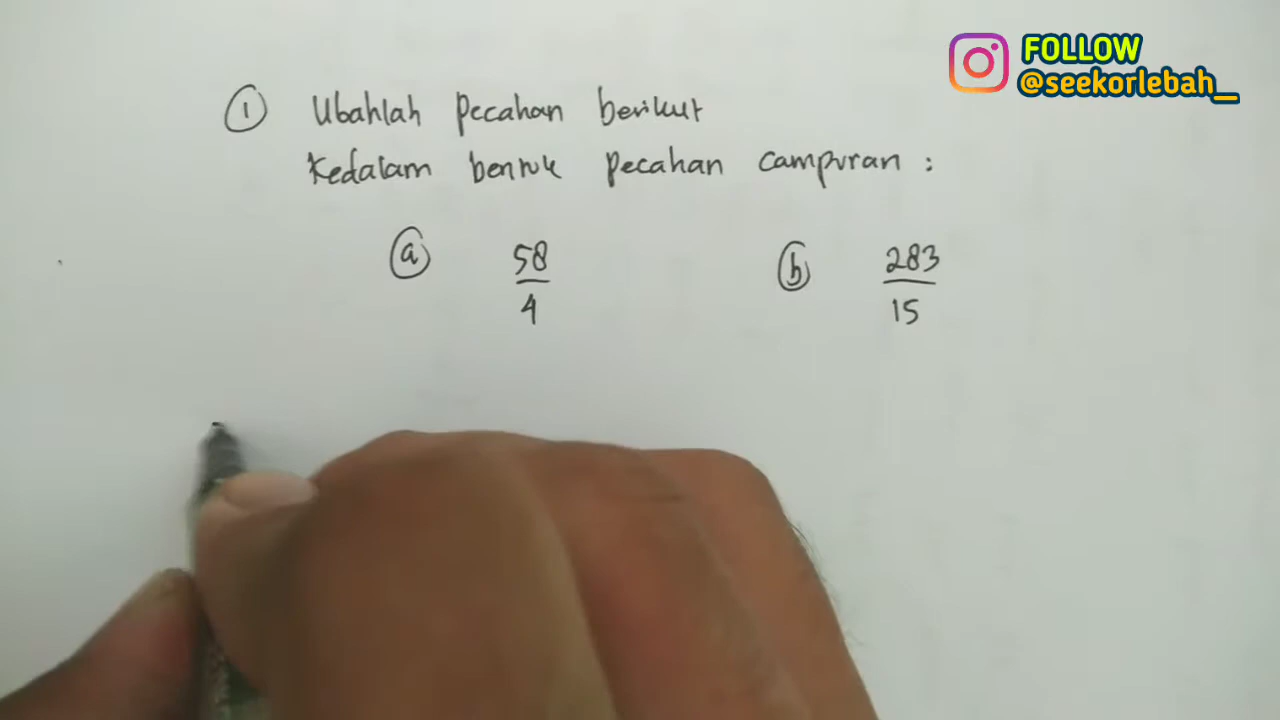 FOLLOW
@seekorlebah_
① Ubahlah pecahan berikut
Kedalam bentuk pecahan campuran :
ⓐ 58/4 ⓑ 283/15